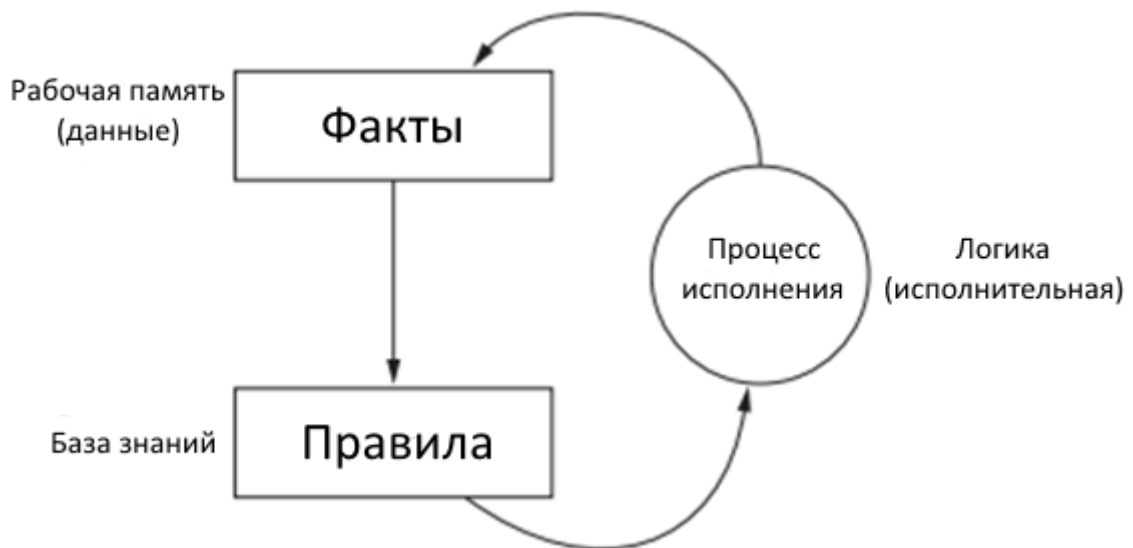 Рабочая память
(данные)
Факты
Процесс
исполнения
Логика
(исполнительная)
База знаний
Правила